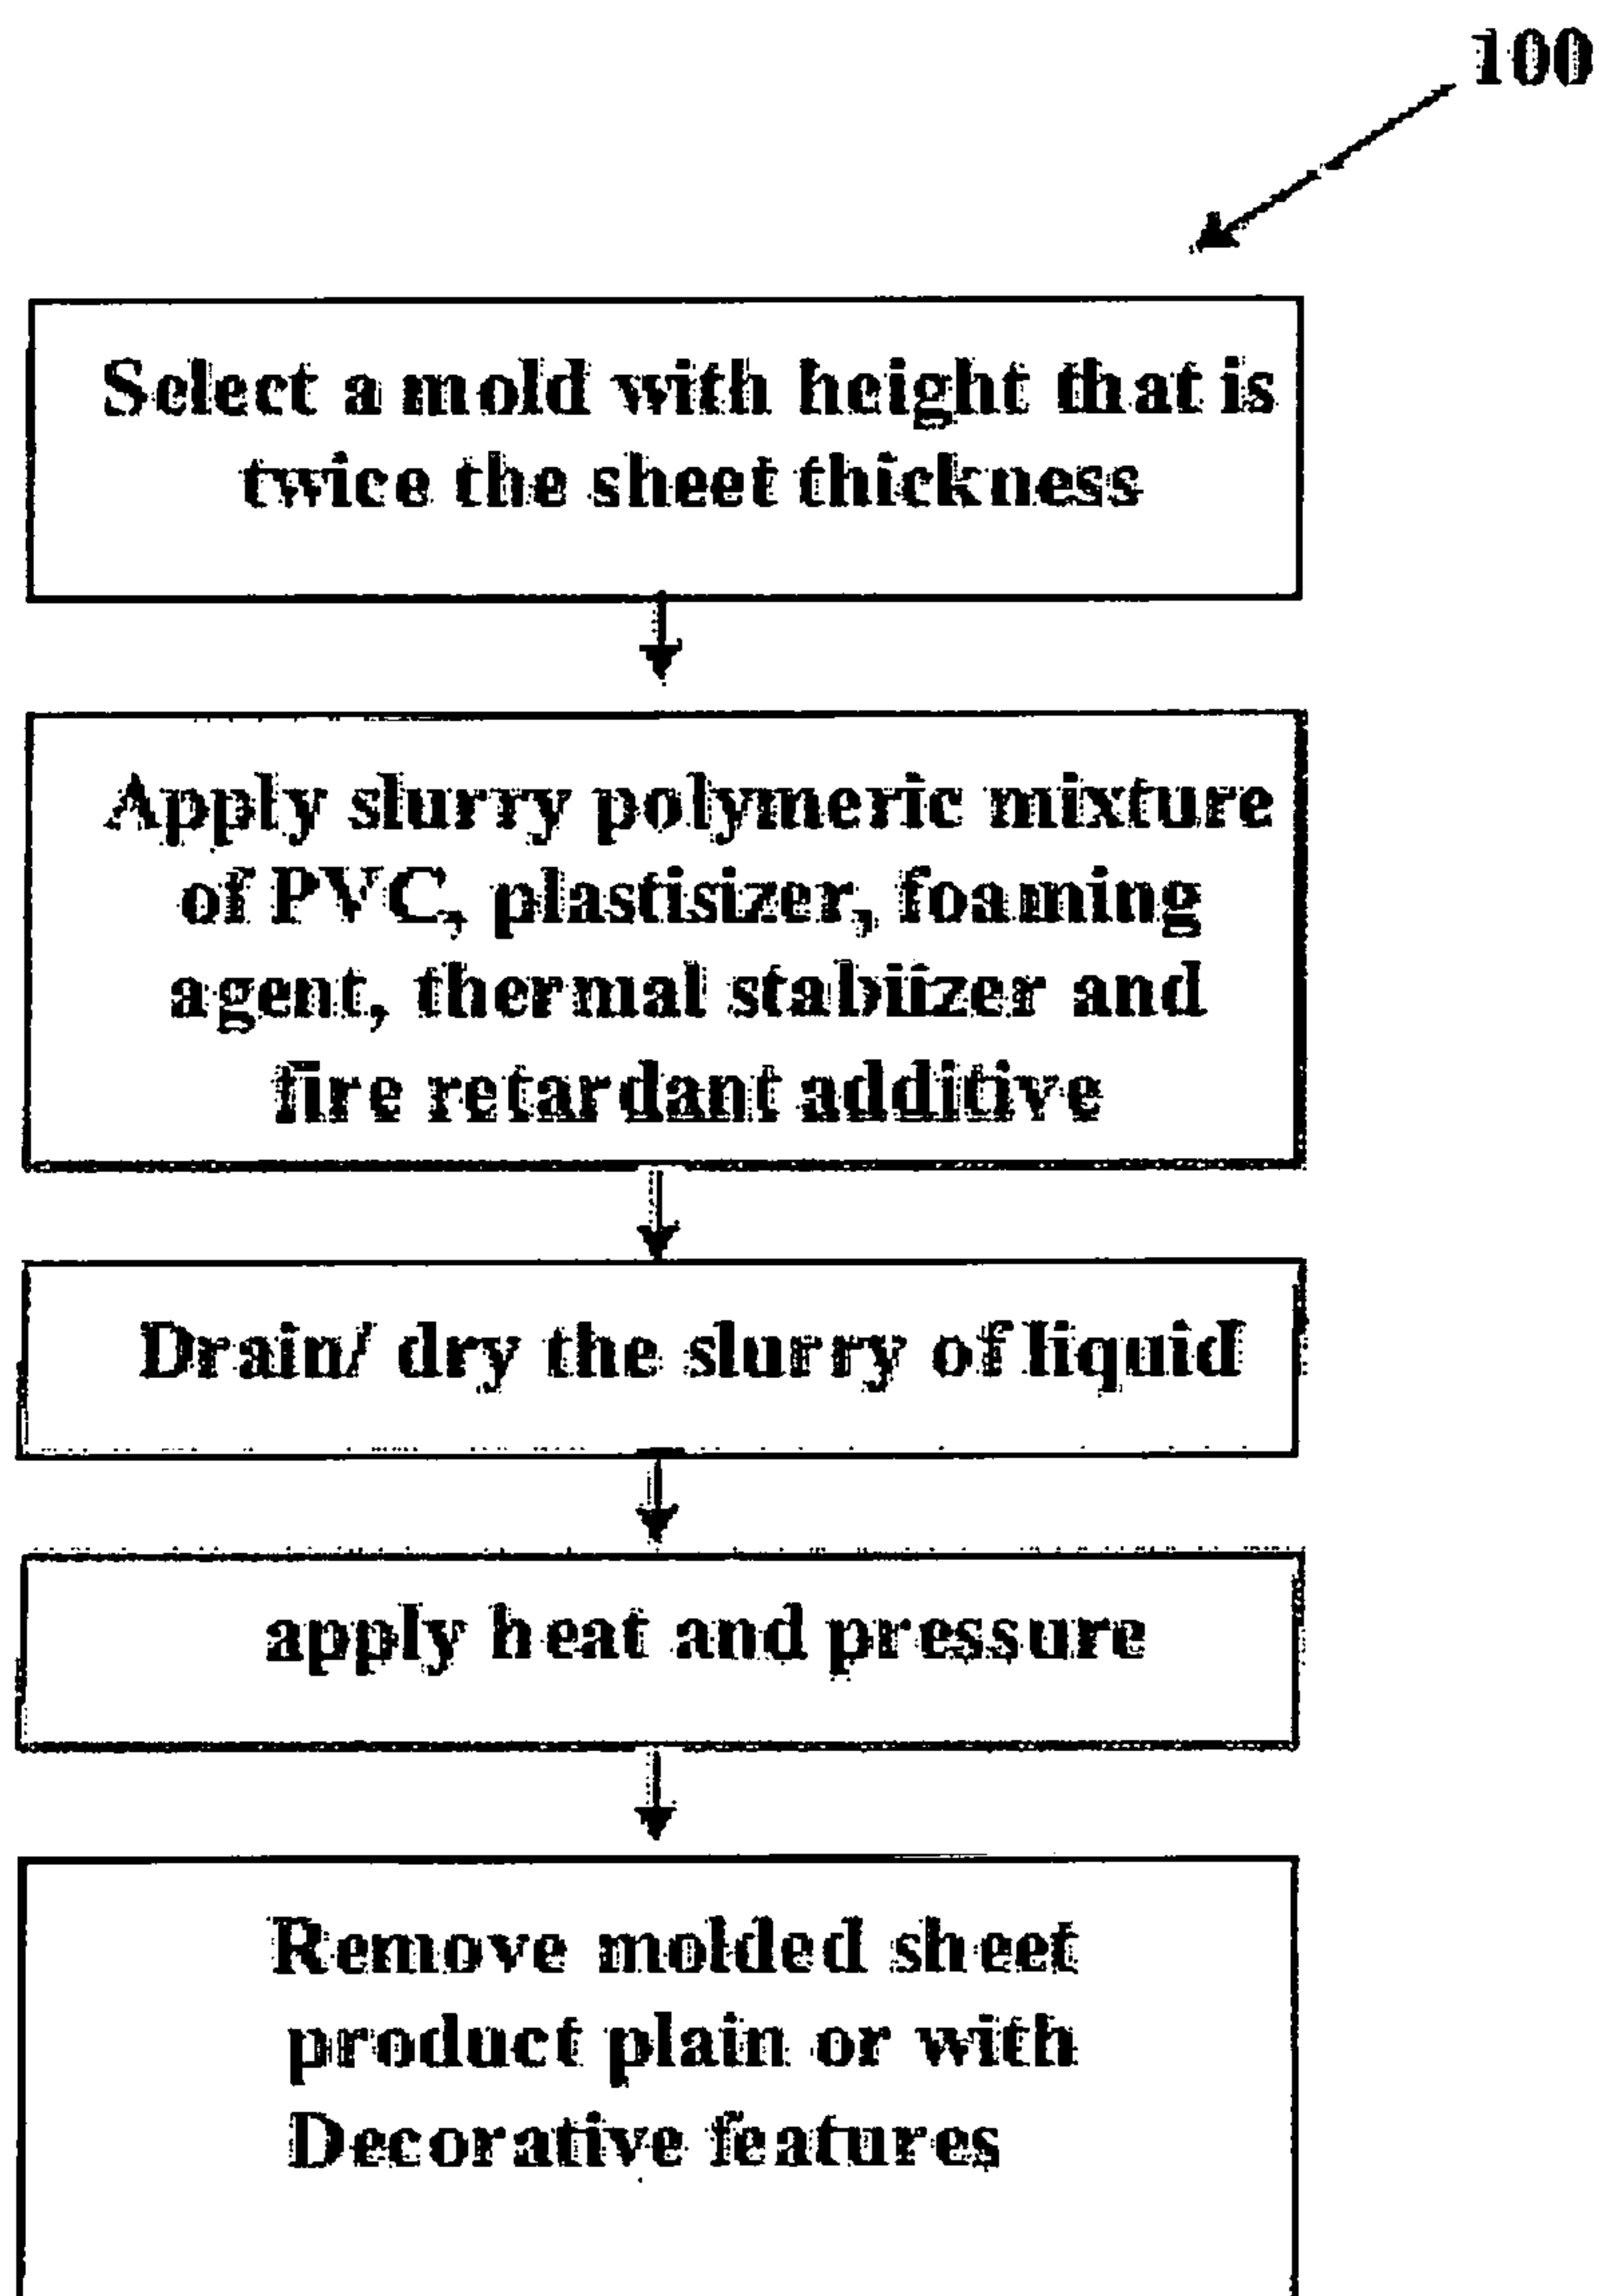 100
Select a mold with height that is
twice the sheet thickness
Apply slurry polymeric mixture
of PVC, plastisizer, foaming
agent, thermal stabiizer and
fire retardant additive
Drain/ dry the slurry of liquid
apply heat and pressure
Remove molded sheet
product plain or with
Decorative features